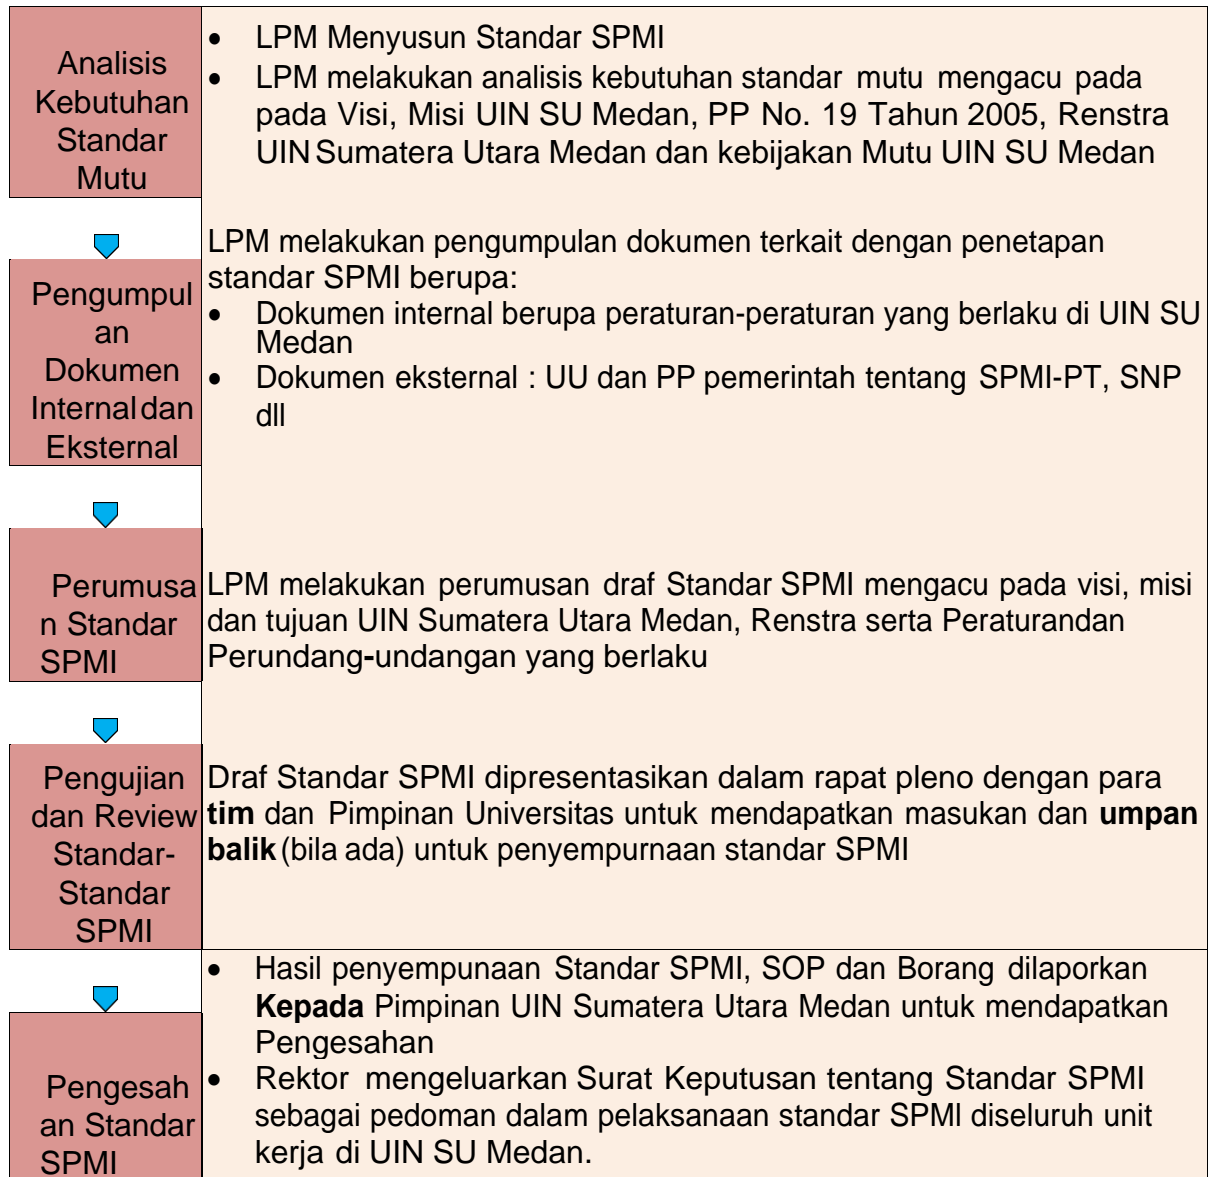 Analisis
Kebutuhan
Standar
Mutu
• LPM Menyusun Standar SPMI
• LPM melakukan analisis kebutuhan standar mutu mengacu pada
pada Visi, Misi UIN SU Medan, PP No. 19 Tahun 2005, Renstra
UIN Sumatera Utara Medan dan kebijakan Mutu UIN SU Medan
Pengumpul
an
Dokumen
Internal dan
Eksternal
LPM melakukan pengumpulan dokumen terkait dengan penetapan
standar SPMI berupa:
• Dokumen internal berupa peraturan-peraturan yang berlaku di UIN SU
Medan
• Dokumen eksternal : UU dan PP pemerintah tentang SPMI-PT, SNP
dll
Perumusa
n Standar
SPMI
LPM melakukan perumusan draf Standar SPMI mengacu pada visi, misi
dan tujuan UIN Sumatera Utara Medan, Renstra serta Peraturandan
Perundang-undangan yang berlaku
Pengujian
dan Review
Standar-
Standar
SPMI
Draf Standar SPMI dipresentasikan dalam rapat pleno dengan para
tim dan Pimpinan Universitas untuk mendapatkan masukan dan umpan
balik (bila ada) untuk penyempurnaan standar SPMI
Pengesah
an Standar
SPMI
• Hasil penyempunaan Standar SPMI, SOP dan Borang dilaporkan
Kepada Pimpinan UIN Sumatera Utara Medan untuk mendapatkan
Pengesahan
• Rektor mengeluarkan Surat Keputusan tentang Standar SPMI
sebagai pedoman dalam pelaksanaan standar SPMI diseluruh unit
kerja di UIN SU Medan.